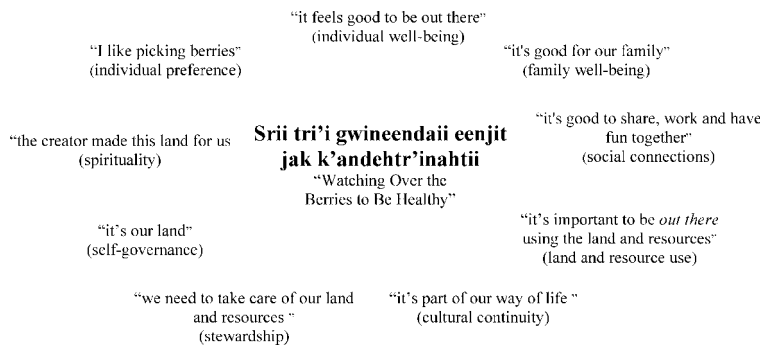 “it feels good to be out there”
(individual well-being)
“I like picking berries”
(individual preference)
“it's good for our family”
(family well-being)
“the creator made this land for us
(spirituality)
Srii tri’i gwineendaii eenjit
jak k’andehtr’inahtii
“Watching Over the
Berries to Be Healthy”
“it's good to share, work and have
fun together”
(social connections)
“it’s our land”
(self-governance)
“it’s important to be out there
using the land and resources”
(land and resource use)
“we need to take care of our land
and resources ”
(stewardship)
“it’s part of our way of life ”
(cultural continuity)